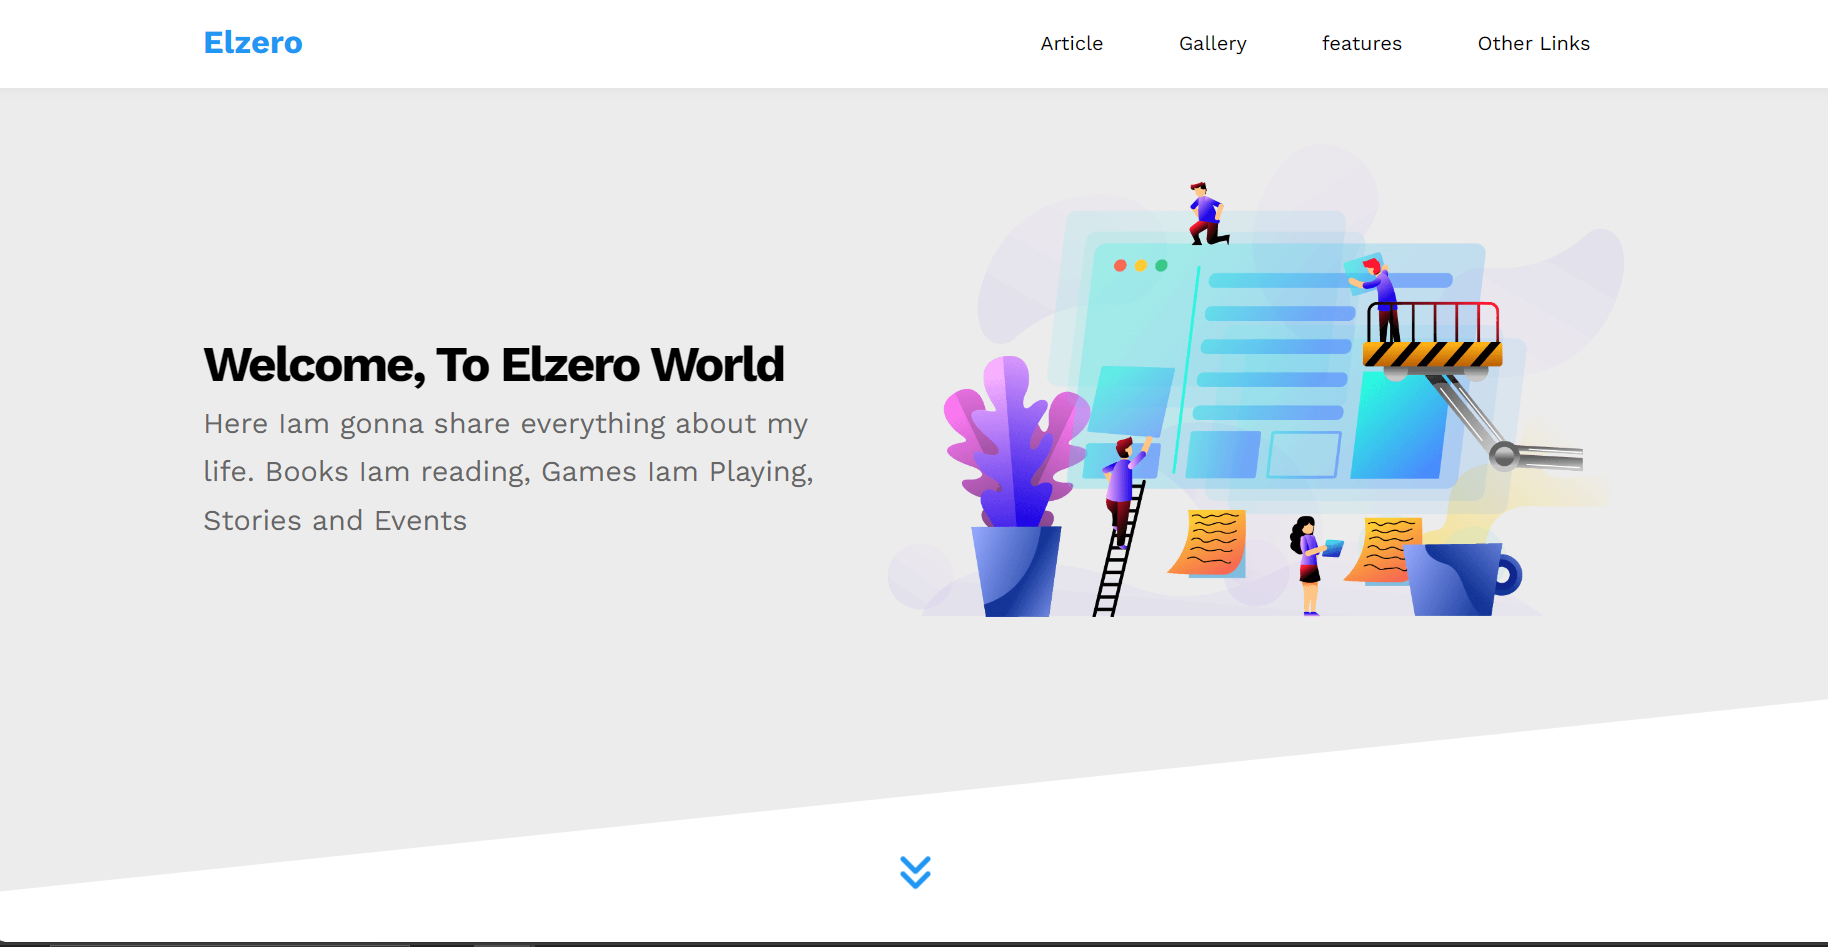 Elzero
Article
Gallery
features
Other Links
Welcome, To Elzero World
Here Iam gonna share everything about my
life. Books Iam reading, Games Iam Playing,
Stories and Events